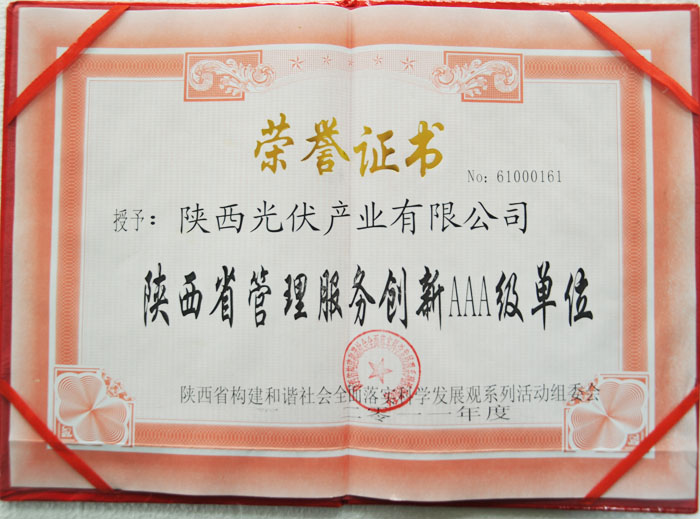 荣誉证书
No: 61000161
授予：陕西光伏产业有限公司
陕西省管理服务创新AAA级单位
陕西省构建和谐社会全面落实科学发展观系列活动组委会
二零一一年度